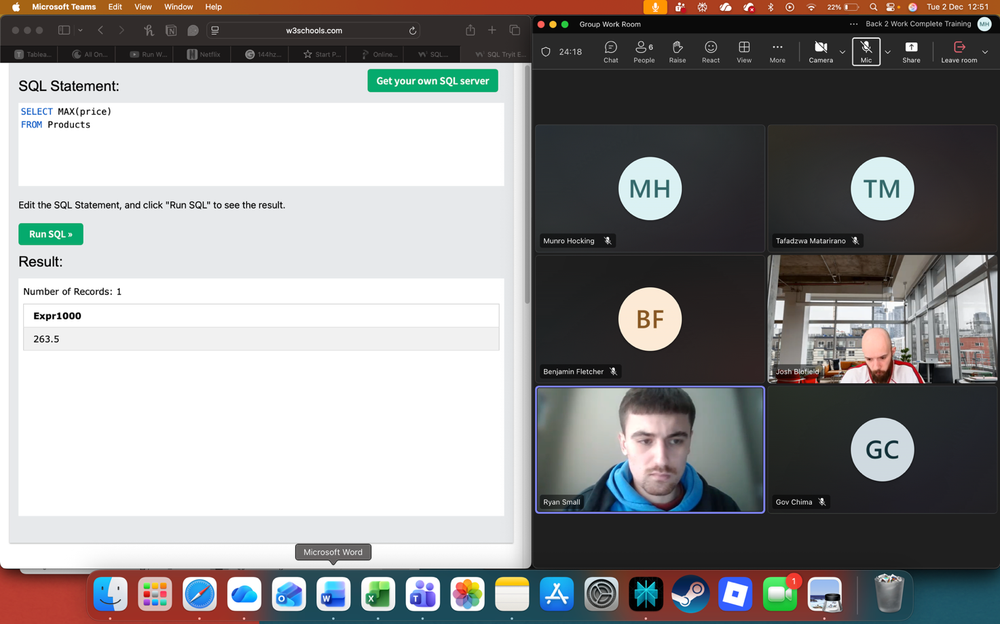 Microsoft Teams Edit View Window Help
22% Tue 2 Dec 12:51
w3schools.com
Tablea... All On... Run W... Netflix 144hz... Start P... Online... SQL... SQL Tryit E...
SQL Statement:
Get your own SQL server
SELECT MAX(price)
FROM Products
Edit the SQL Statement, and click "Run SQL" to see the result.
Run SQL »
Result:
Number of Records: 1
Expr1000
263.5
Group Work Room
Back 2 Work Complete Training MH
24:18
6
Chat People Raise React View More Camera Mic Share Leave room
MH
Munro Hocking
TM
Tafadzwa Matarirano
BF
Benjamin Fletcher
Josh Blofield
Ryan Small
GC
Gov Chima
Microsoft Word
1